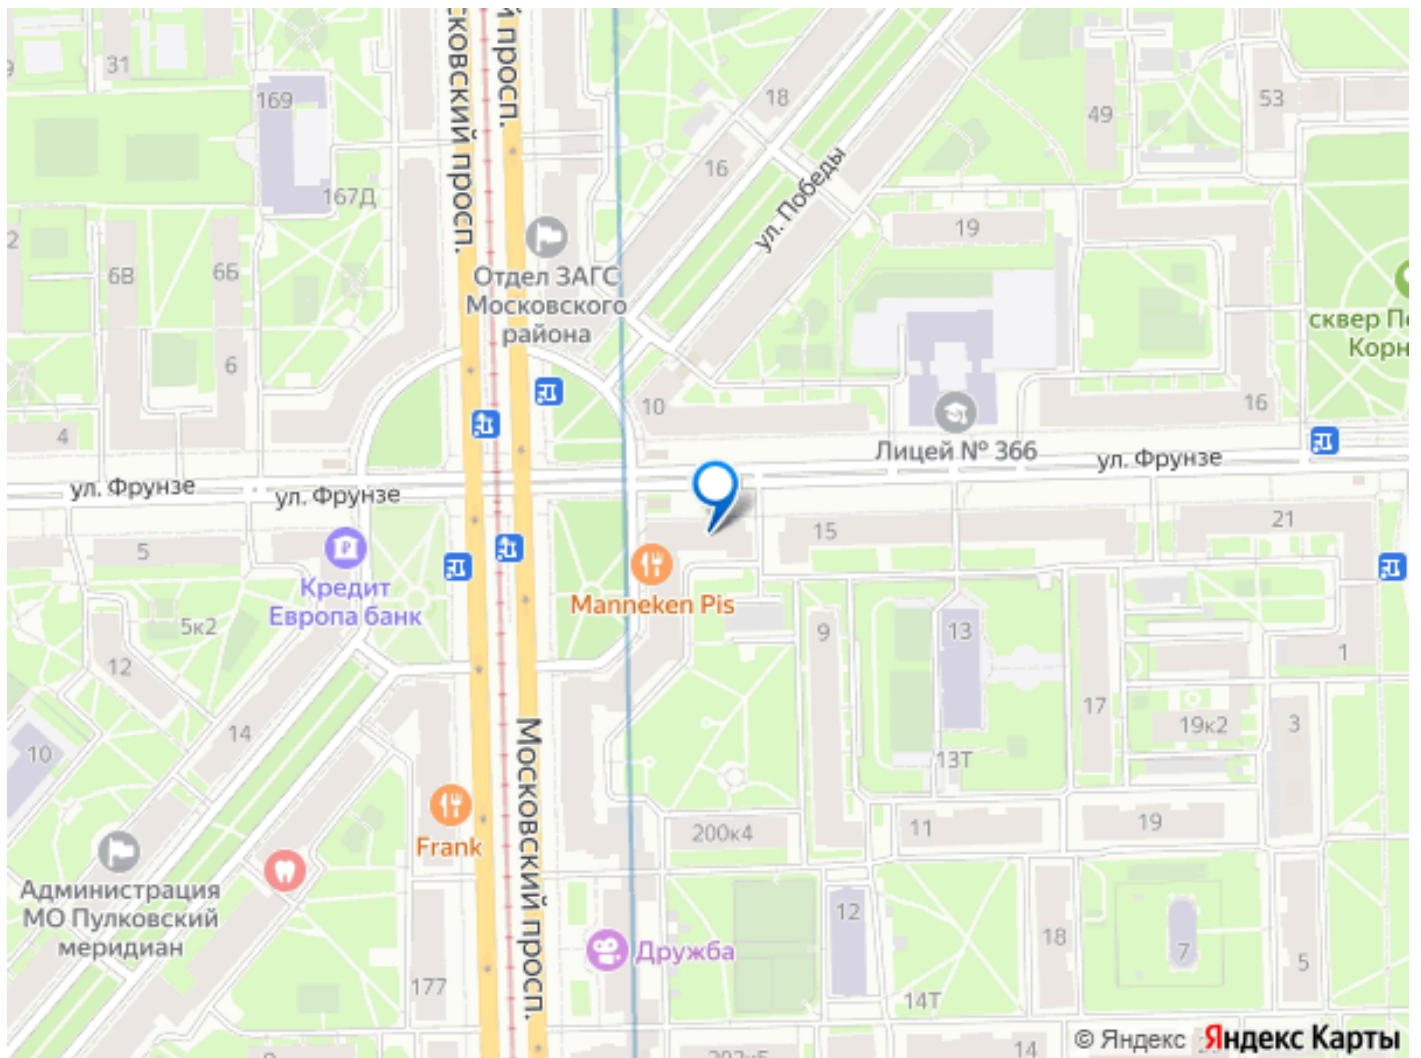 31
169
167Д
6В
6Б
6
4
ковский просп.
й просп.
18
16
ул. Победы
49
53
19
Отдел ЗАГС
Московского
района
10
Лицей № 366
16
ул. Фрунзе
ул. Фрунзе
ул. Фрунзе
5
Кредит
Европа банк
5к2
12
14
10
Manneken Pis
15
21
9
13
17
1
19к2
3
13Т
Московский просп.
Frank
200к4
11
19
Администрация
МО Пулковский
меридиан
177
Дружба
12
18
7
5
14Т
14
© Яндекс Яндекс Карты